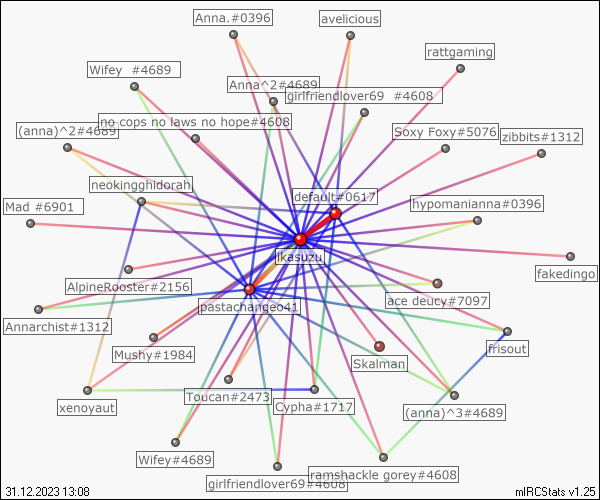 Anna.#0396
avelicious
rattgaming
Wifey  #4689
Anna^2#4689
girlfriendlover69  #4608
no cops no laws no hope#4608
(anna)^2#4689
Soxy Foxy#5076
zibbits#1312
neokingghidorah
default#0617
hypomanianna#0396
Mad #6901
ikasuzu
fakedingo
AlpineRooster#2156
pastachangeo41
ace deucy#7097
Annarchist#1312
Mushy#1984
Skalman
frisout
xenoyaut
Toucan#2473
Cypha#1717
(anna)^3#4689
Wifey#4689
girlfriendlover69#4608
ramshackle gorey#4608
31.12.2023 13:08
mIRCStats v1.25